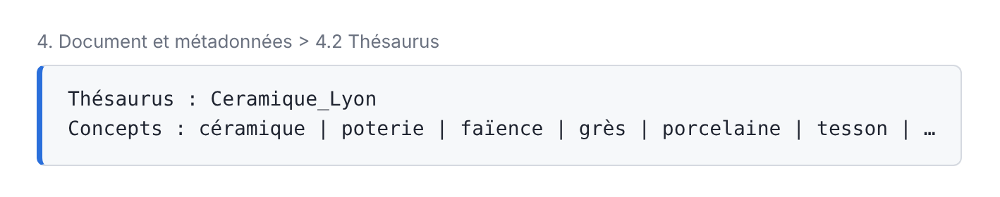 4. Document et métadonnées > 4.2 Thésaurus
Thésaurus : Ceramique_Lyon
Concepts : céramique | poterie | faïence | grès | porcelaine | tesson | …